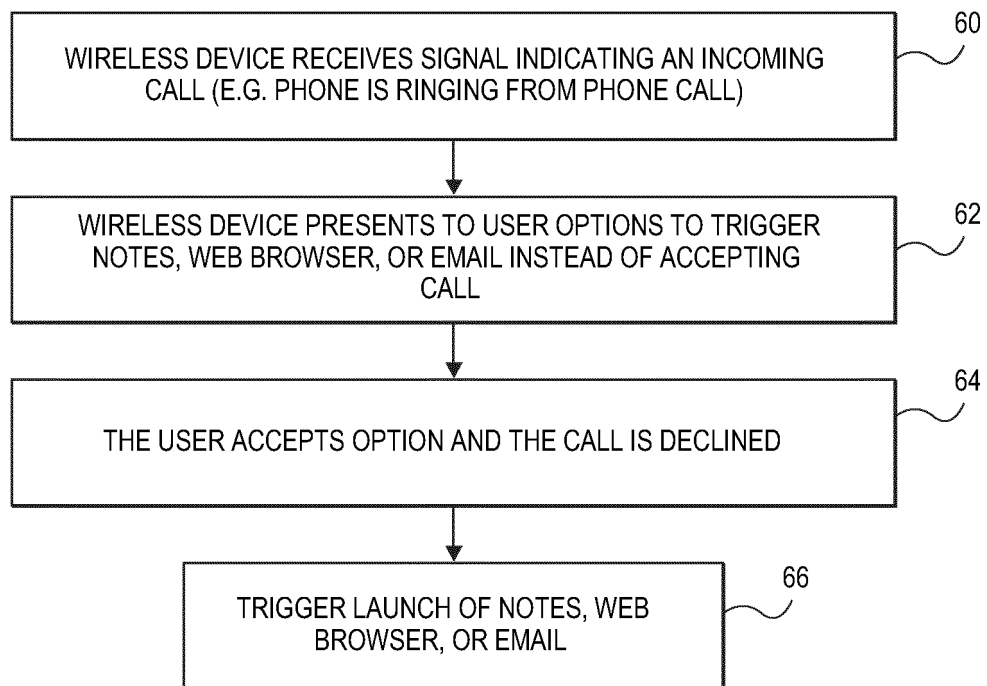 60
WIRELESS DEVICE RECEIVES SIGNAL INDICATING AN INCOMING
CALL (E.G. PHONE IS RINGING FROM PHONE CALL)
62
WIRELESS DEVICE PRESENTS TO USER OPTIONS TO TRIGGER
NOTES, WEB BROWSER, OR EMAIL INSTEAD OF ACCEPTING
CALL
64
THE USER ACCEPTS OPTION AND THE CALL IS DECLINED
66
TRIGGER LAUNCH OF NOTES, WEB
BROWSER, OR EMAIL